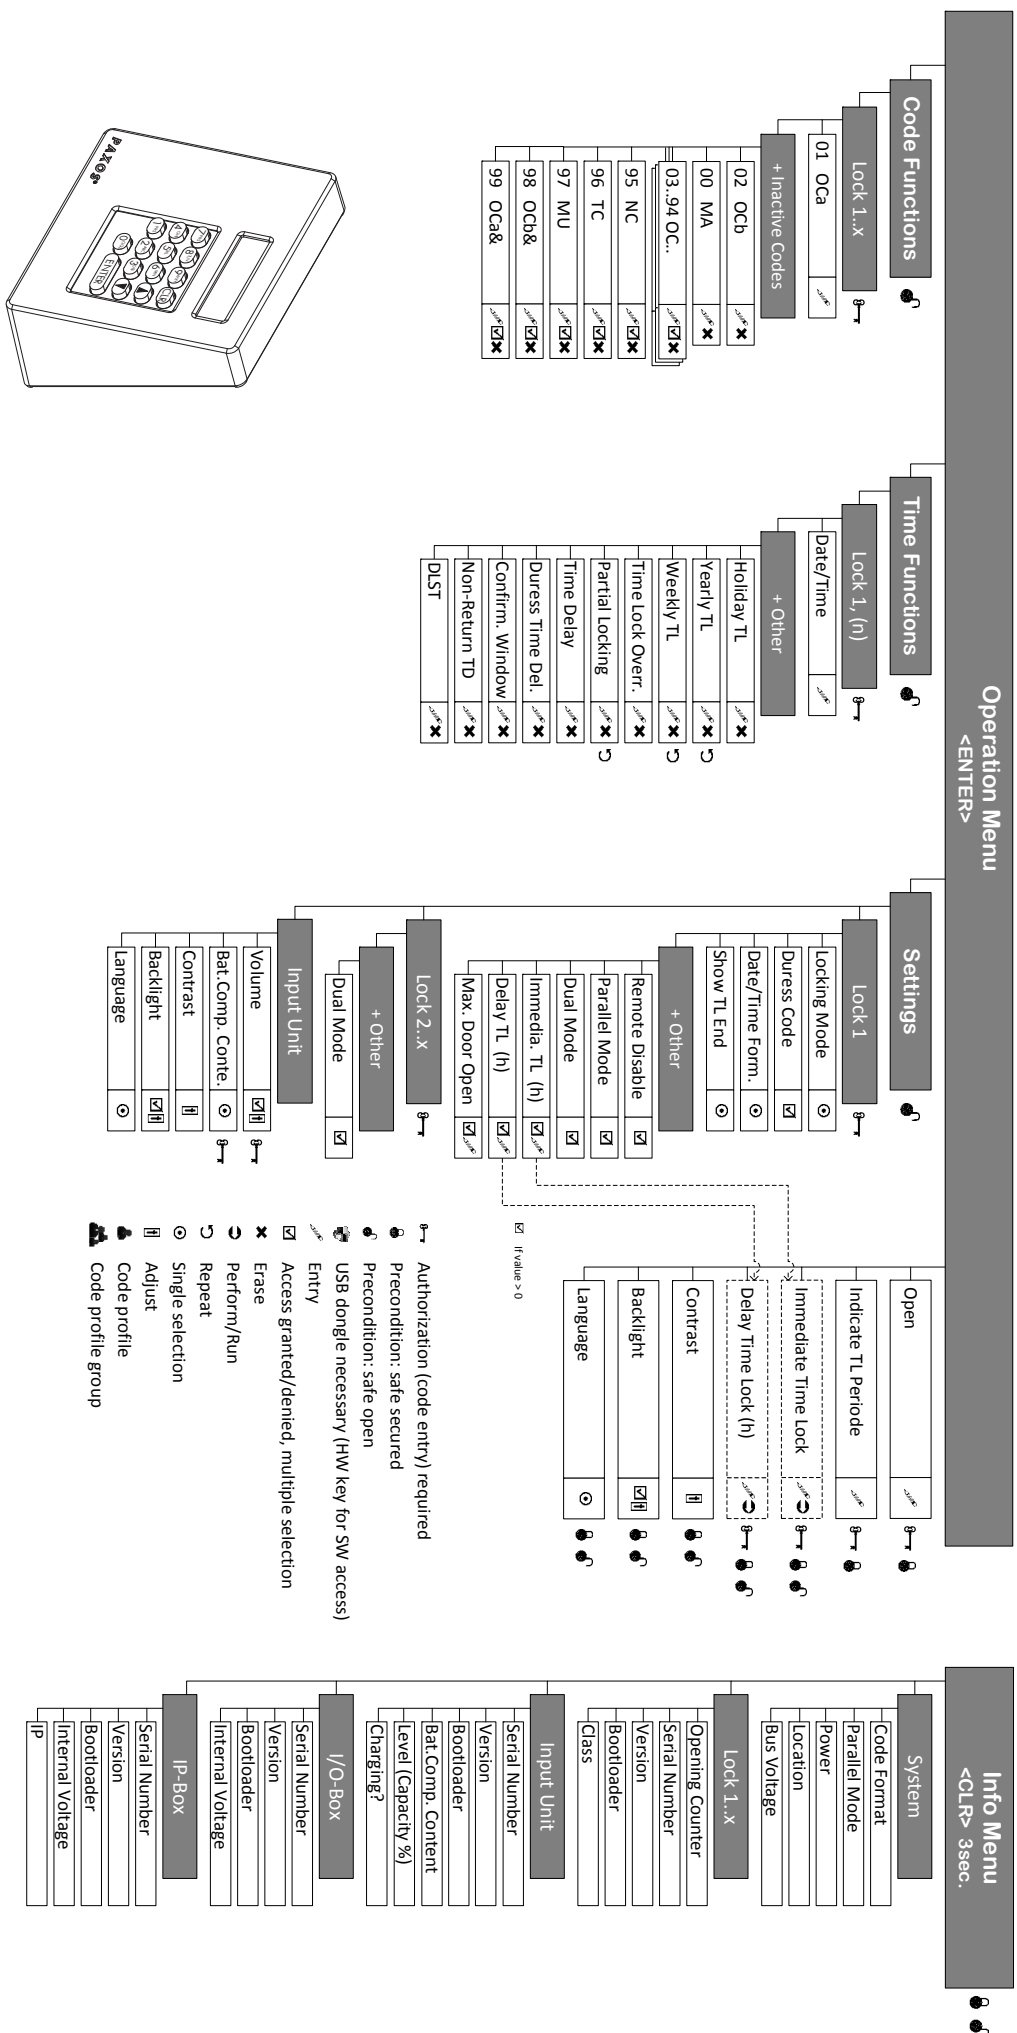 Operation Menu
<ENTER>
Code Functions
Lock 1..x
01 OCa
+ Inactive Codes
02 OCb
00 MA
03..94 OC..
95 NC
96 TC
97 MU
98 OCb&
99 OCa&
Time Functions
Lock 1, (n)
Date/Time
+ Other
Holiday TL
Yearly TL
Weekly TL
Time Lock Overr.
Partial Locking
Time Delay
Duress Time Del.
Confirm. Window
Non-Return TD
DLST
Settings
Lock 1
Locking Mode
Duress Code
Date/Time Form.
Show TL End
+ Other
Remote Disable
Parallel Mode
Dual Mode
Immedia. TL (h)
Delay TL (h)
Max. Door Open
Lock 2..x
+ Other
Dual Mode
Input Unit
Volume
Bat.Comp. Conte.
Contrast
Backlight
Language
Open
Indicate TL Periode
Immediate Time Lock
Delay Time Lock (h)
Contrast
Backlight
Language
If value > 0
Authorization (code entry) required
Precondition: safe secured
Precondition: safe open
USB dongle necessary (HW key for SW access)
Entry
Access granted/denied, multiple selection
Erase
Perform/Run
Repeat
Single selection
Adjust
Code profile
Code profile group
Info Menu
<CLR> 3sec.
System
Code Format
Parallel Mode
Power
Location
Bus Voltage
Lock 1..x
Opening Counter
Serial Number
Version
Bootloader
Class
Input Unit
Serial Number
Version
Bootloader
Bat.Comp. Content
Level (Capacity %)
Charging?
I/O-Box
Serial Number
Version
Bootloader
Internal Voltage
IP-Box
Serial Number
Version
Bootloader
Internal Voltage
IP
PAXOS
ENTER